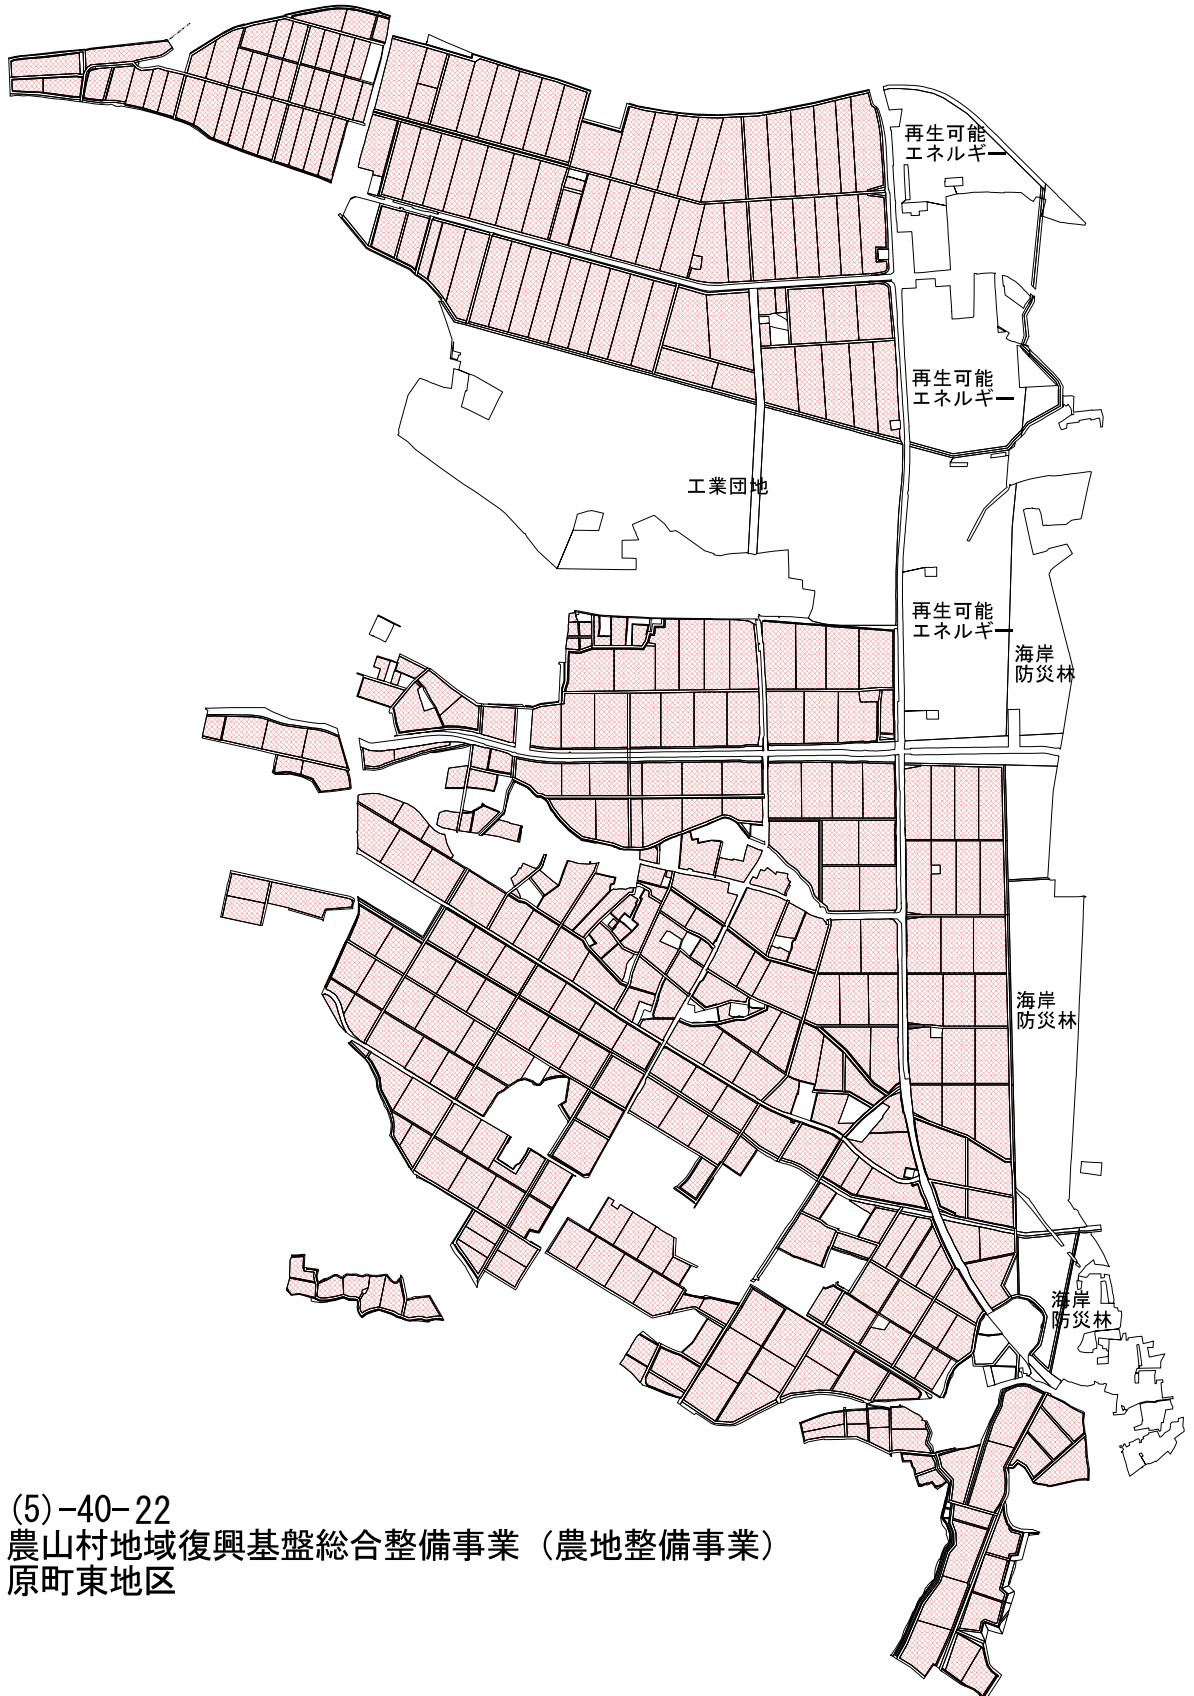 再生可能
エネルギー
再生可能
エネルギー
工業団地
再生可能
エネルギー
海岸
防災林
海岸
防災林
海岸
防災林
(5)-40-22
農山村地域復興基盤総合整備事業（農地整備事業）
原町東地区